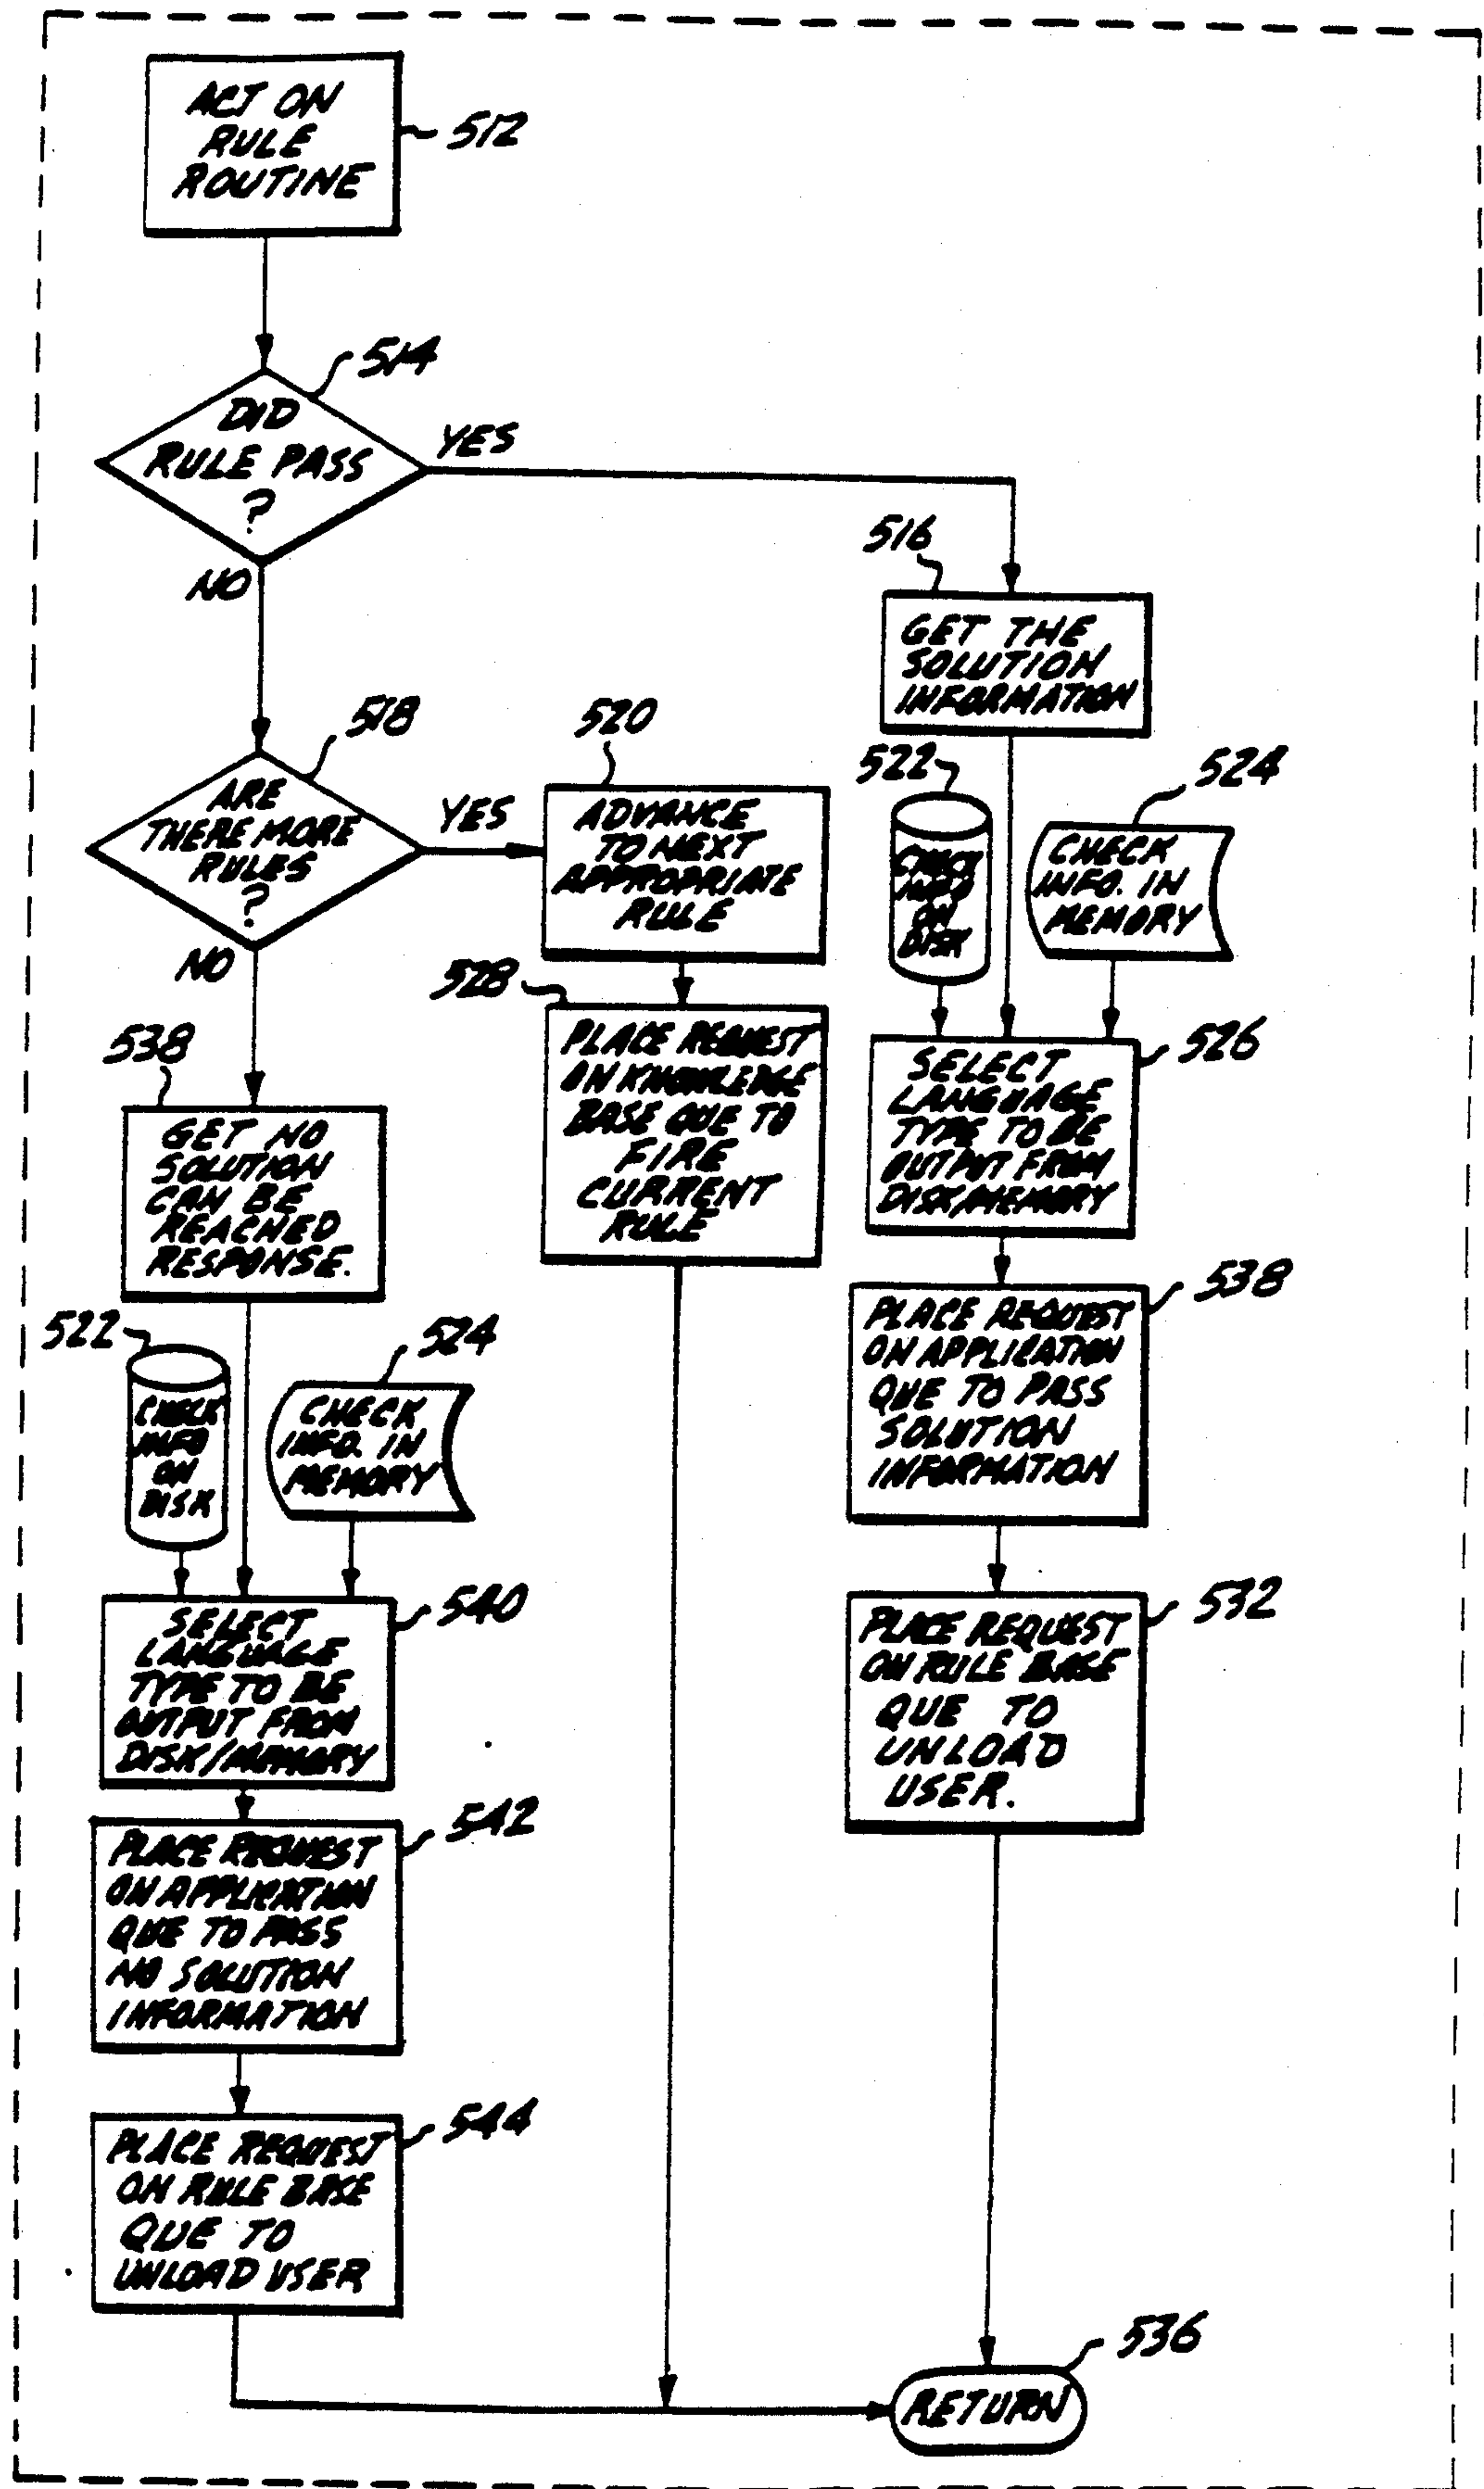 ACT ON
RULE
ROUTINE
512
514
DID
RULE PASS
?
YES
NO
516
GET THE
SOLUTION
INFORMATION
518
ARE
THERE MORE
RULES
?
YES
NO
520
ADVANCE
TO NEXT
APPROPRIATE
RULE
522
CHECK
INFO
ON
DISK
524
CHECK
INFO. IN
MEMORY
528
PLACE REQUEST
ON KNOWLEDGE
BASE QUE TO
FIRE
CURRENT
RULE
526
SELECT
LANGUAGE
TYPE TO BE
OUTPUT FROM
DISK/MEMORY
538
GET NO
SOLUTION
CAN BE
REACHED
RESPONSE.
538
PLACE REQUEST
ON APPLICATION
QUE TO PASS
SOLUTION
INFORMATION
522
CHECK
INFO
ON
DISK
524
CHECK
INFO. IN
MEMORY
540
SELECT
LANGUAGE
TYPE TO BE
OUTPUT FROM
DISK/MEMORY
532
PLACE REQUEST
ON RULE BASE
QUE TO
UNLOAD
USER.
542
PLACE REQUEST
ON APPLICATION
QUE TO PASS
NO SOLUTION
INFORMATION
544
PLACE REQUEST
ON RULE BASE
QUE TO
UNLOAD USER
536
RETURN